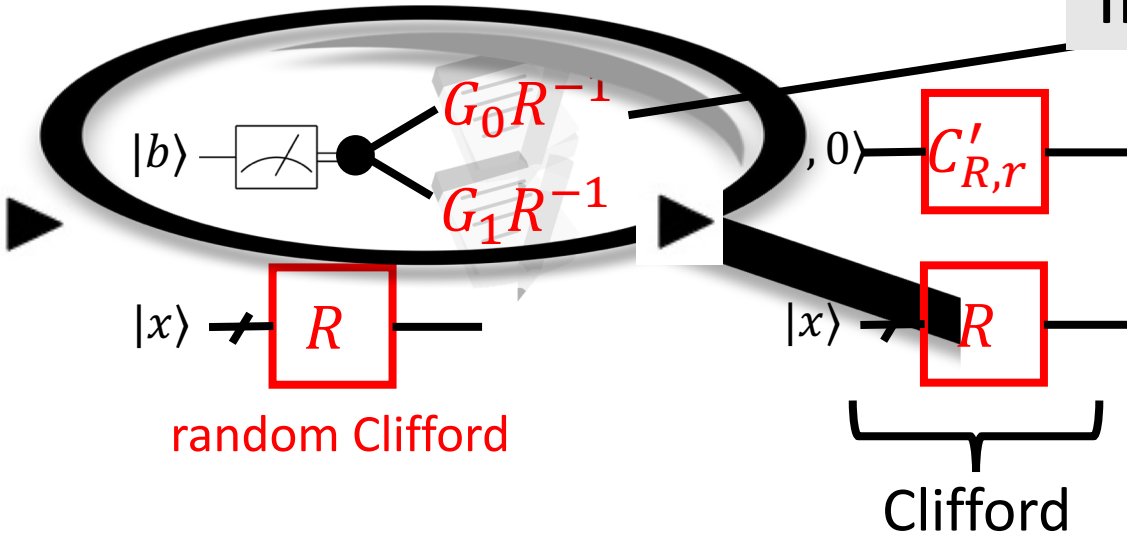 G₀R⁻¹
|b⟩
, 0⟩
C′_{R,r}
G₁R⁻¹
|x⟩
R
|x⟩
R
random Clifford
Clifford